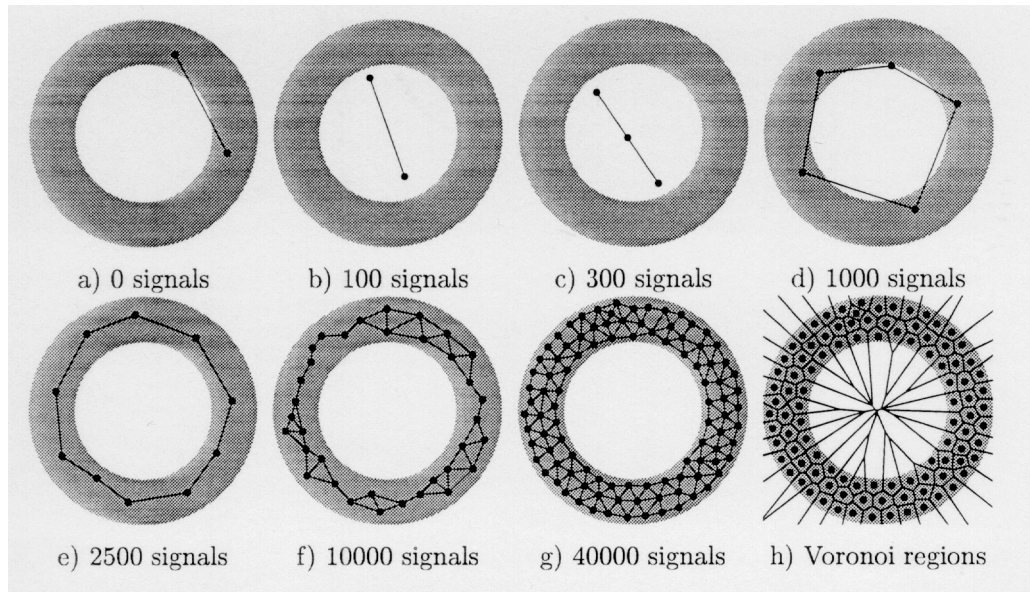 a) 0 signals
b) 100 signals
c) 300 signals
d) 1000 signals
e) 2500 signals
f) 10000 signals
g) 40000 signals
h) Voronoi regions